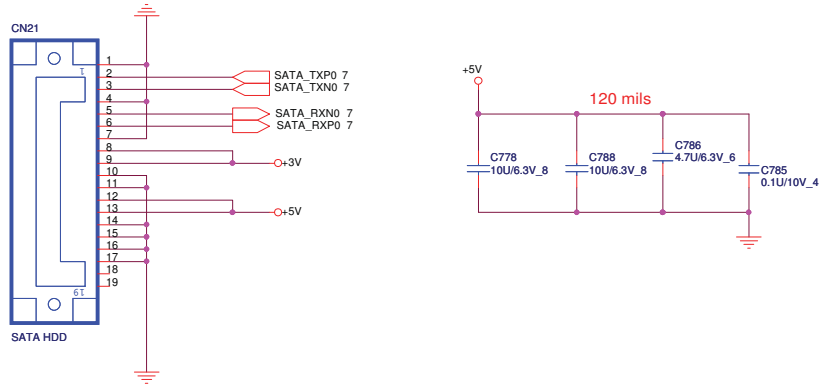 CN21
1
1
2
SATA_TXP0 7
3
SATA_TXN0 7
4
5
SATA_RXN0 7
6
SATA_RXP0 7
7
8
9
+3V
10
11
12
13
+5V
14
15
16
17
18
19
19
SATA HDD
+5V
120 mils
C778
10U/6.3V_8
C788
10U/6.3V_8
C786
4.7U/6.3V_6
C785
0.1U/10V_4